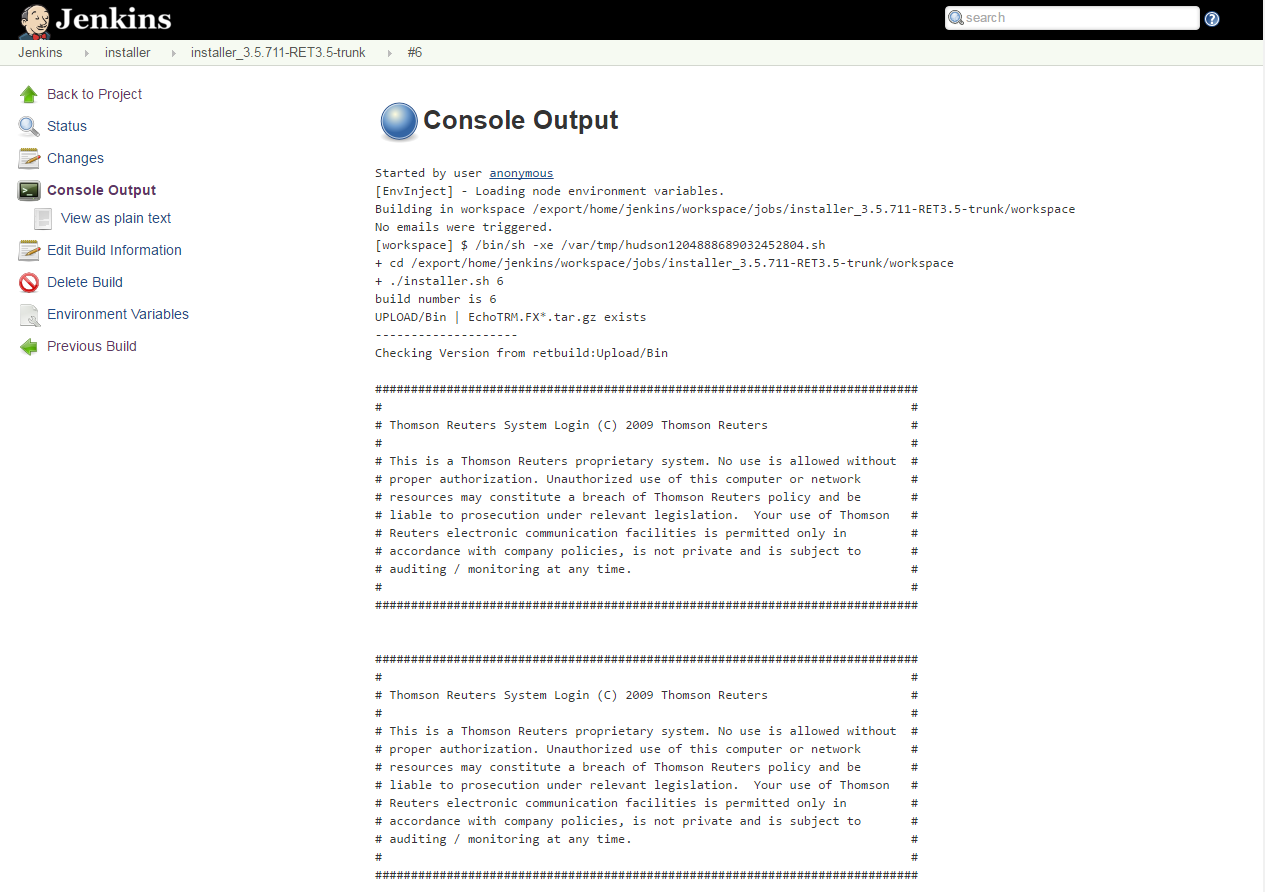 Jenkins
search
Jenkins installer installer_3.5.711-RET3.5-trunk #6
Back to Project
Status
Changes
Console Output
View as plain text
Edit Build Information
Delete Build
Environment Variables
Previous Build
Console Output
Started by user anonymous
[EnvInject] - Loading node environment variables.
Building in workspace /export/home/jenkins/workspace/jobs/installer_3.5.711-RET3.5-trunk/workspace
No emails were triggered.
[workspace] $ /bin/sh -xe /var/tmp/hudson1204888689032452804.sh
+ cd /export/home/jenkins/workspace/jobs/installer_3.5.711-RET3.5-trunk/workspace
+ ./installer.sh 6
build number is 6
UPLOAD/Bin | EchoTRM.FX*.tar.gz exists
--------------------
Checking Version from retbuild:Upload/Bin
############################################################################
#                                                                          #
# Thomson Reuters System Login (C) 2009 Thomson Reuters                    #
#                                                                          #
# This is a Thomson Reuters proprietary system. No use is allowed without  #
# proper authorization. Unauthorized use of this computer or network       #
# resources may constitute a breach of Thomson Reuters policy and be       #
# liable to prosecution under relevant legislation.  Your use of Thomson   #
# Reuters electronic communication facilities is permitted only in         #
# accordance with company policies, is not private and is subject to       #
# auditing / monitoring at any time.                                       #
#                                                                          #
############################################################################
############################################################################
#                                                                          #
# Thomson Reuters System Login (C) 2009 Thomson Reuters                    #
#                                                                          #
# This is a Thomson Reuters proprietary system. No use is allowed without  #
# proper authorization. Unauthorized use of this computer or network       #
# resources may constitute a breach of Thomson Reuters policy and be       #
# liable to prosecution under relevant legislation.  Your use of Thomson   #
# Reuters electronic communication facilities is permitted only in         #
# accordance with company policies, is not private and is subject to       #
# auditing / monitoring at any time.                                       #
#                                                                          #
############################################################################